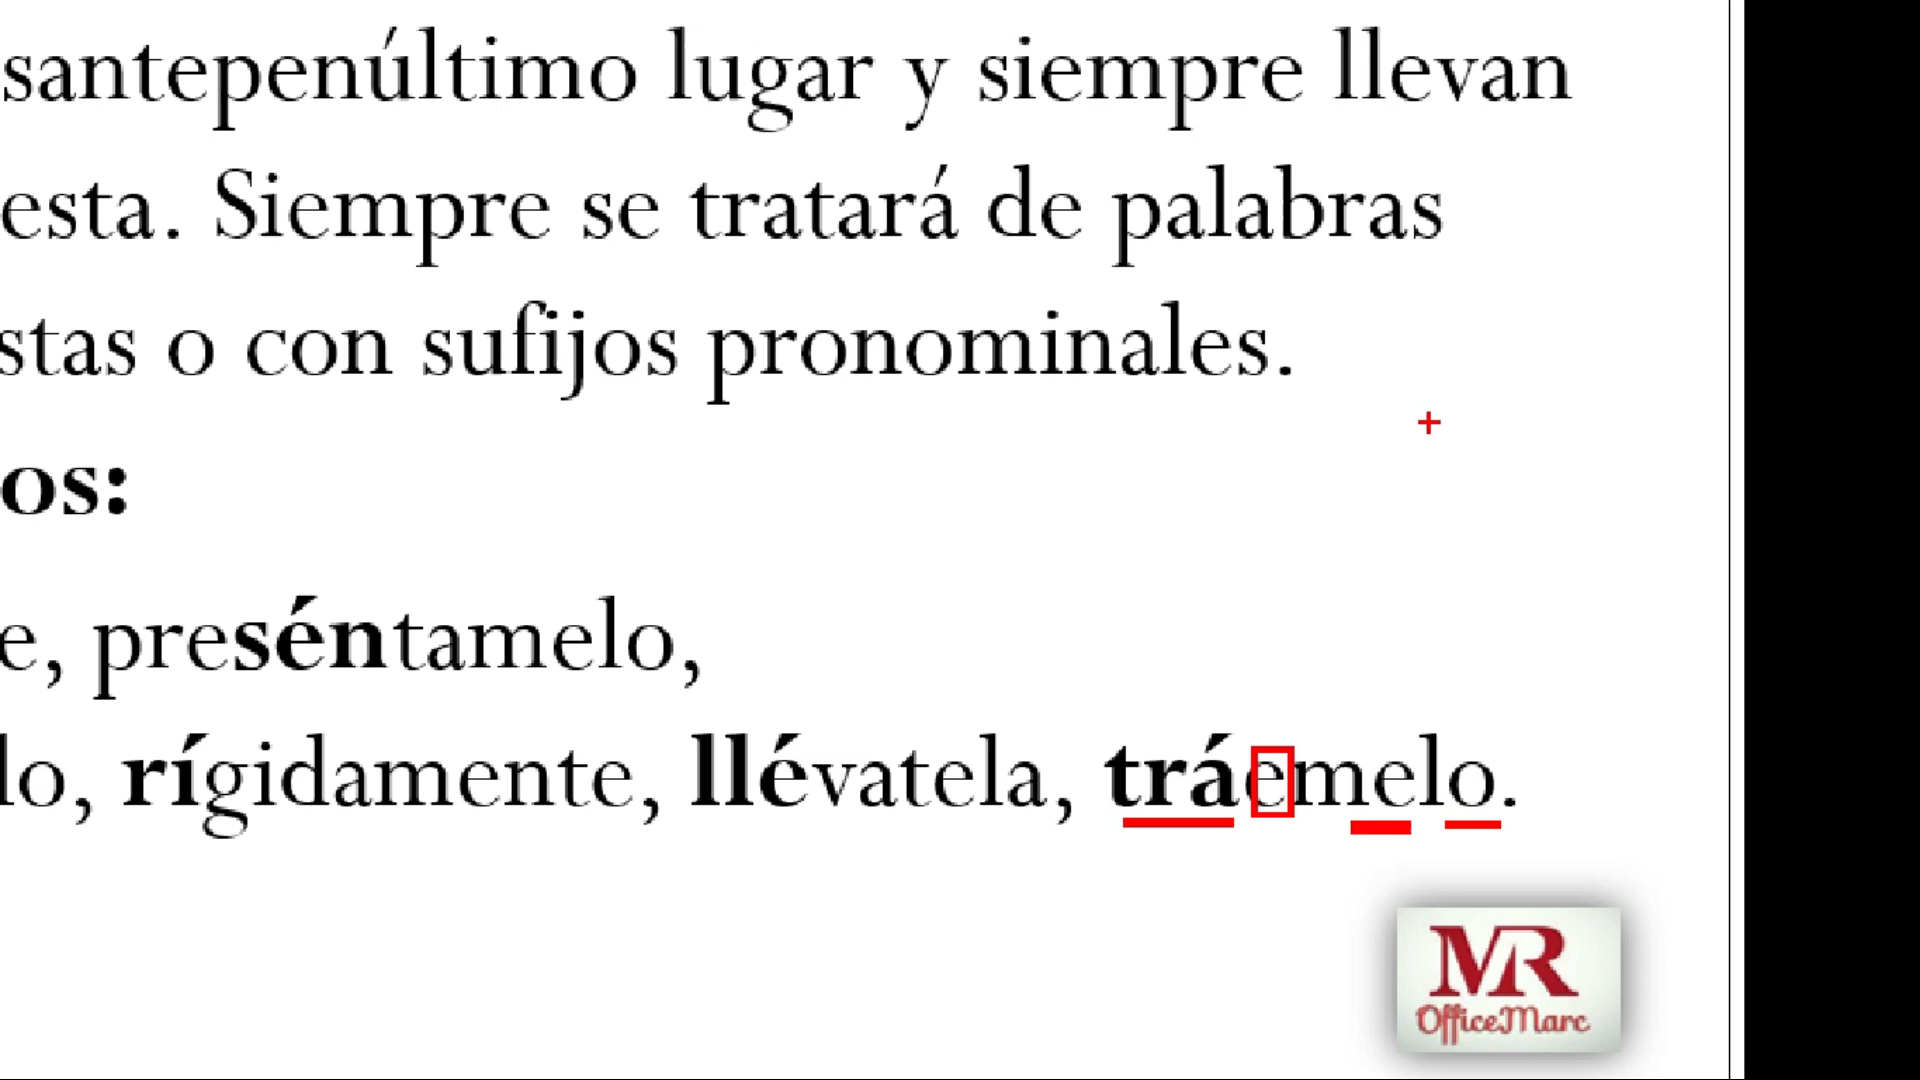 santepenúltimo lugar y siempre llevan
esta. Siempre se tratará de palabras
stas o con sufijos pronominales.
os:
e, preséntamelo,
lo, rígidamente, llévatela, tráemelo.
MR
OfficeMarc